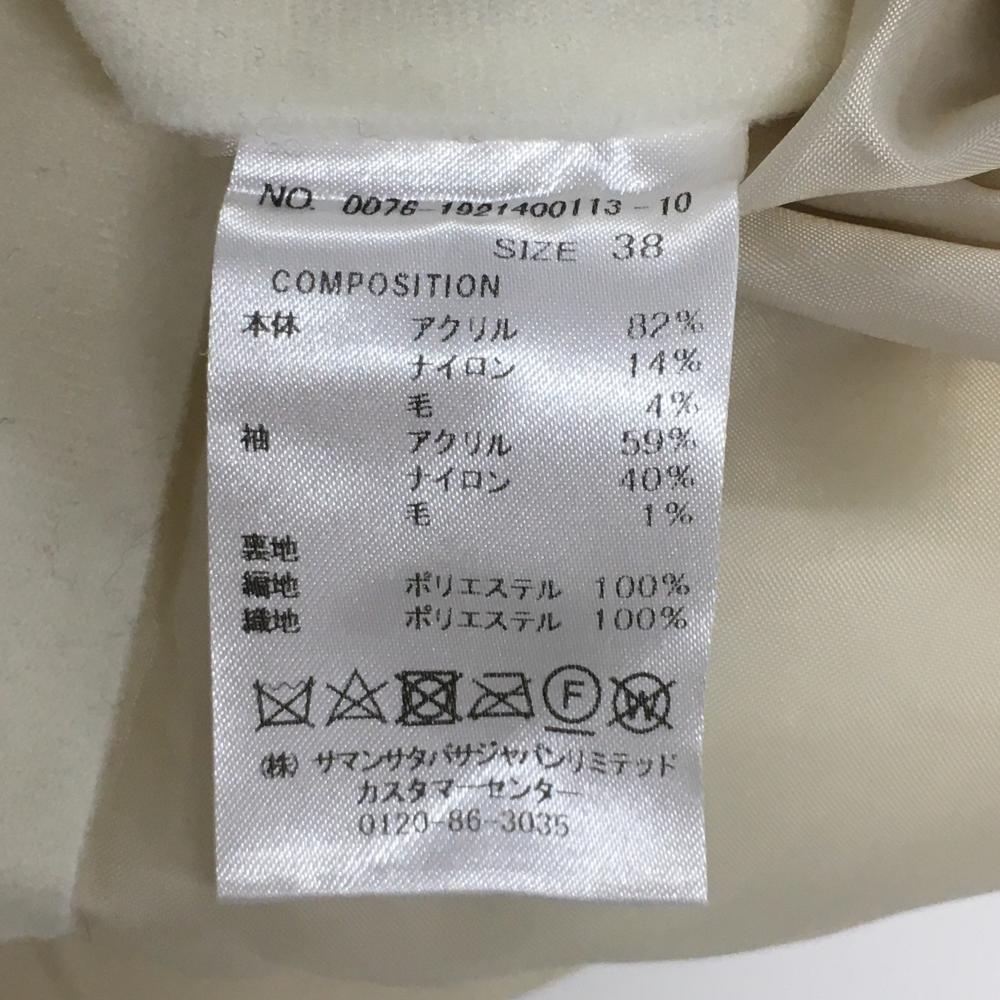 NO. 0076-1921400113-10
SIZE 38
COMPOSITION
本体 アクリル 82%
ナイロン 14%
毛 4%
袖 アクリル 59%
ナイロン 40%
毛 1%
裏地
編地 ポリエステル 100%
織地 ポリエステル 100%
F W
(株) サマンサタバサジャパンリミテッド
カスタマーセンター
0120-86-3035